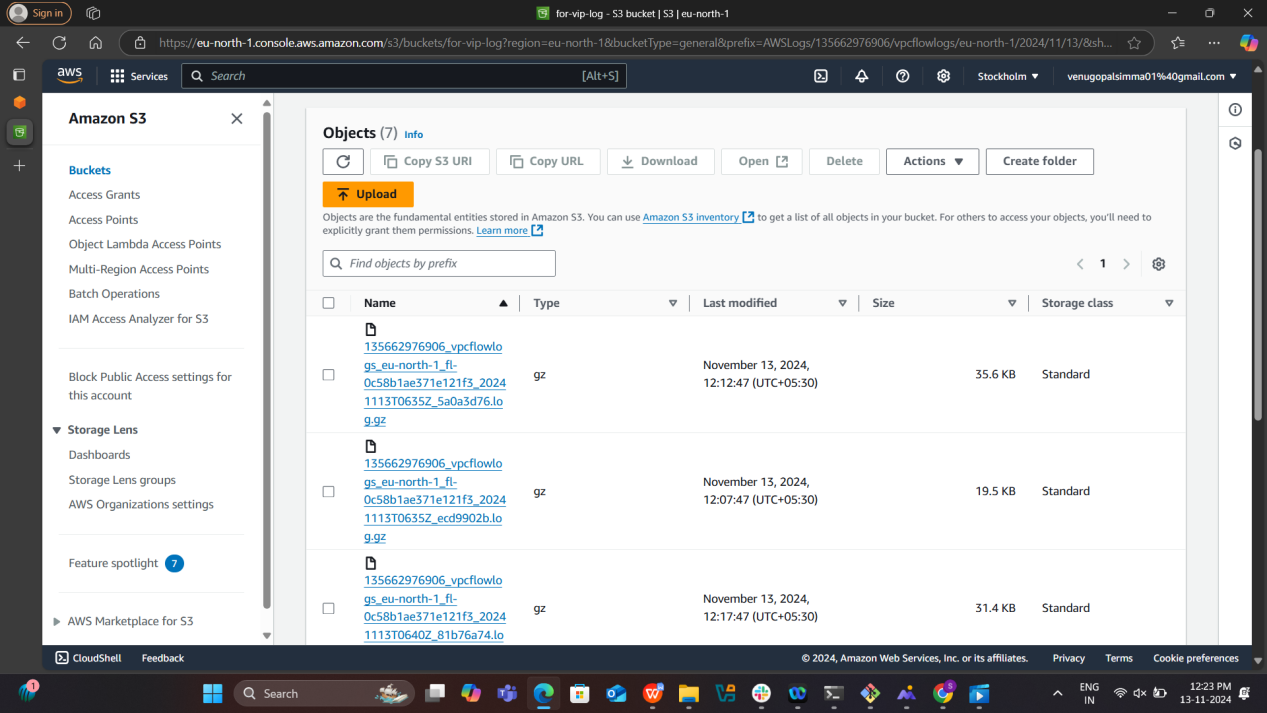 Sign in
for-vip-log - S3 bucket | S3 | eu-north-1
https://eu-north-1.console.aws.amazon.com/s3/buckets/for-vip-log?region=eu-north-1&bucketType=general&prefix=AWSLogs/135662976906/vpcflowlogs/eu-north-1/2024/11/13/&sh...
aws
Services
Search
[Alt+S]
Stockholm
venugopalsimma01%40gmail.com
Amazon S3
Buckets
Access Grants
Access Points
Object Lambda Access Points
Multi-Region Access Points
Batch Operations
IAM Access Analyzer for S3
Block Public Access settings for
this account
Storage Lens
Dashboards
Storage Lens groups
AWS Organizations settings
Feature spotlight 7
AWS Marketplace for S3
Objects (7) Info
Copy S3 URI
Copy URL
Download
Open
Delete
Actions
Create folder
Upload
Objects are the fundamental entities stored in Amazon S3. You can use Amazon S3 inventory to get a list of all objects in your bucket. For others to access your objects, you'll need to
explicitly grant them permissions. Learn more
Find objects by prefix
1
Name
Type
Last modified
Size
Storage class
135662976906_vpcflowlo
gs_eu-north-1_fl-
0c58b1ae371e121f3_2024
1113T0635Z_5a0a3d76.lo
g.gz
gz
November 13, 2024,
12:12:47 (UTC+05:30)
35.6 KB
Standard
135662976906_vpcflowlo
gs_eu-north-1_fl-
0c58b1ae371e121f3_2024
1113T0635Z_ecd9902b.lo
g.gz
gz
November 13, 2024,
12:07:47 (UTC+05:30)
19.5 KB
Standard
135662976906_vpcflowlo
gs_eu-north-1_fl-
0c58b1ae371e121f3_2024
1113T0640Z_81b76a74.lo
gz
November 13, 2024,
12:17:47 (UTC+05:30)
31.4 KB
Standard
CloudShell
Feedback
© 2024, Amazon Web Services, Inc. or its affiliates.
Privacy
Terms
Cookie preferences
1
Search
ENG
IN
12:23 PM
13-11-2024